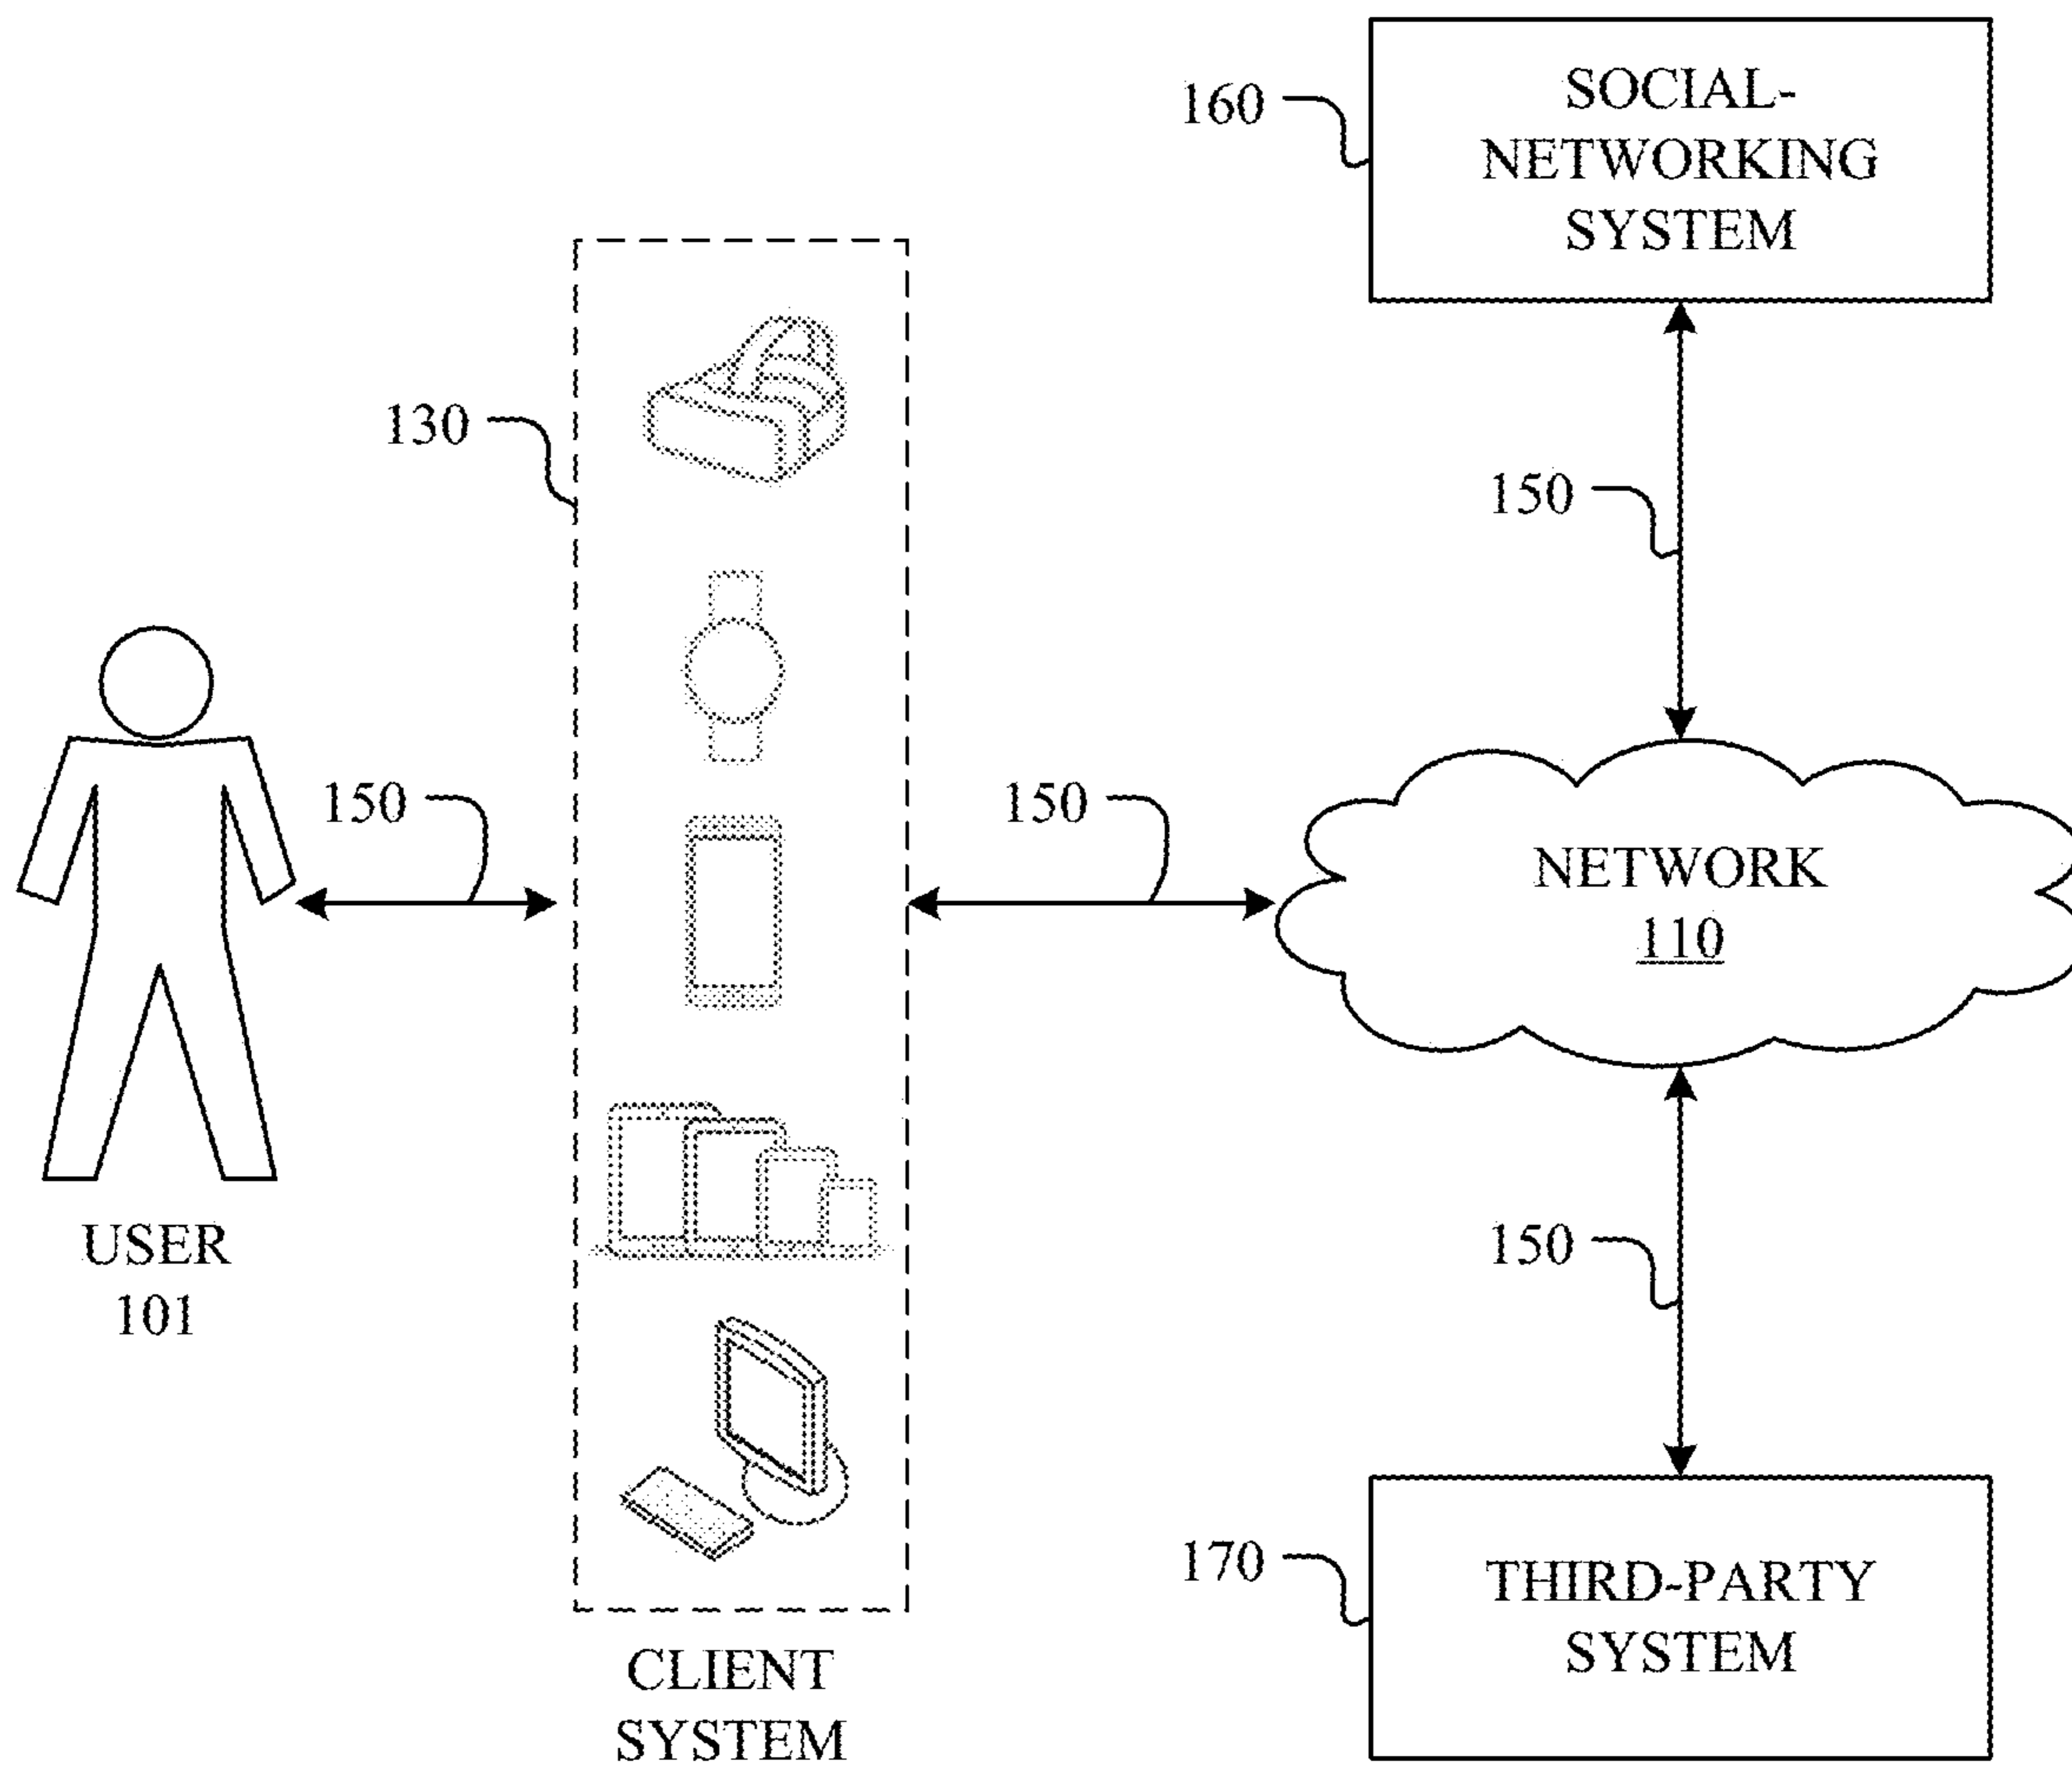 160
SOCIAL-
NETWORKING
SYSTEM
130
150
150
150
NETWORK
110
USER
101
150
170
THIRD-PARTY
SYSTEM
CLIENT
SYSTEM